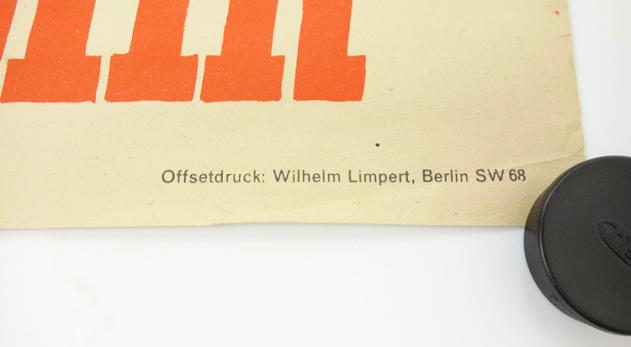 Offsetdruck: Wilhelm Limpert, Berlin SW 68